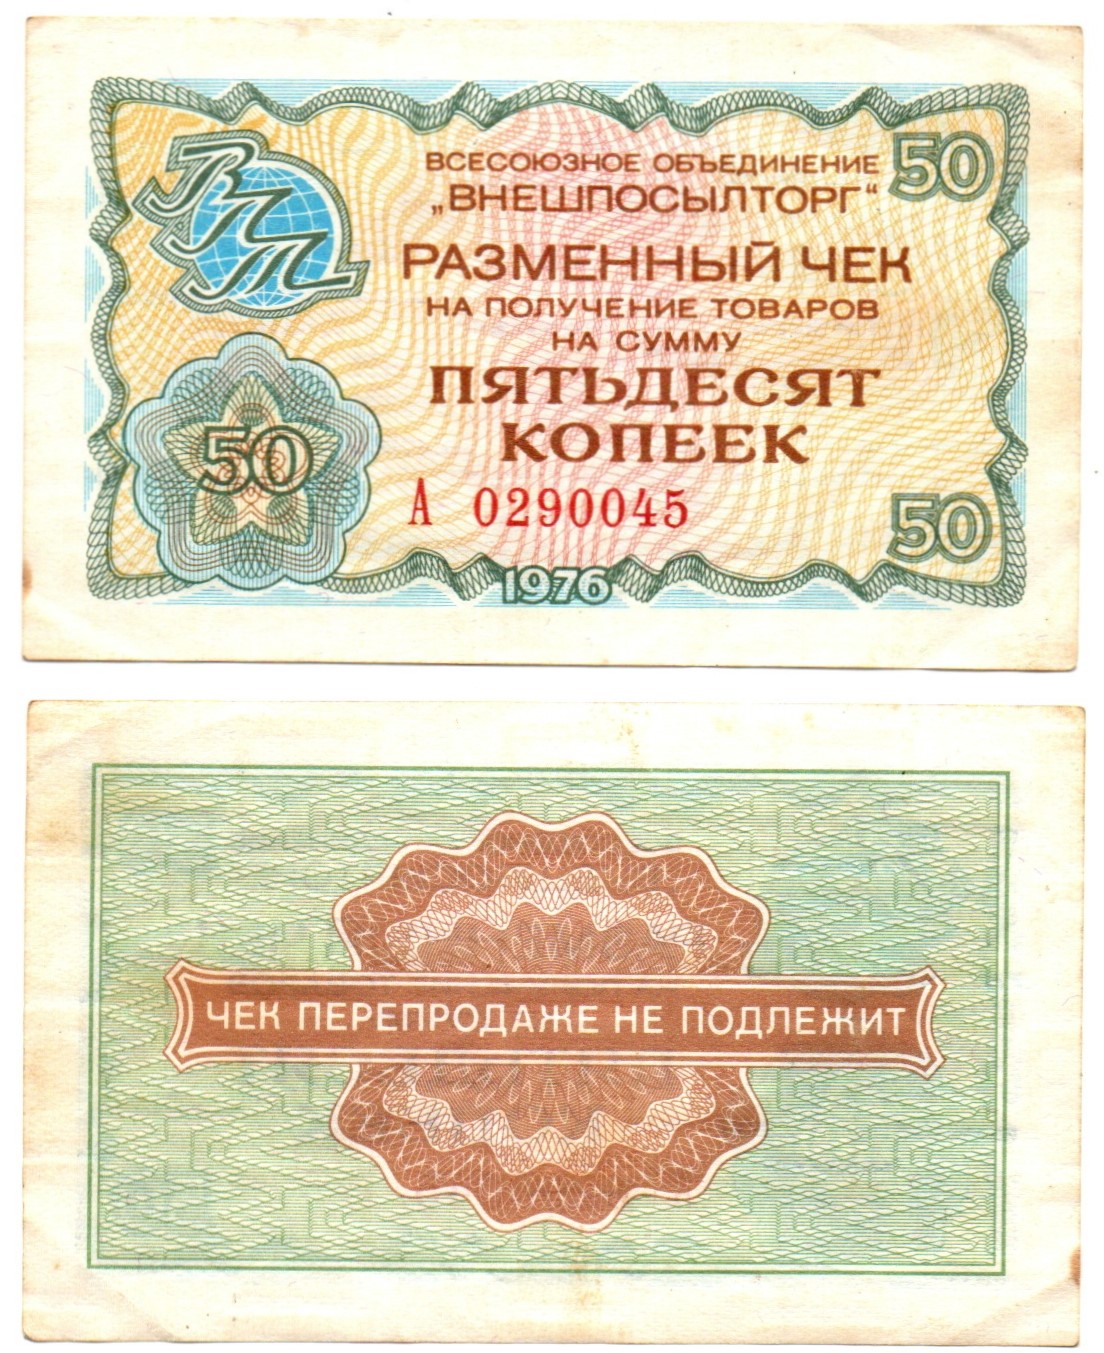 ВПТ
ВСЕСОЮЗНОЕ ОБЪЕДИНЕНИЕ
„ВНЕШПОСЫЛТОРГ“
50
РАЗМЕННЫЙ ЧЕК
НА ПОЛУЧЕНИЕ ТОВАРОВ
НА СУММУ
ПЯТЬДЕСЯТ
КОПЕЕК
50
А 0290045
50
1976
ЧЕК ПЕРЕПРОДАЖЕ НЕ ПОДЛЕЖИТ